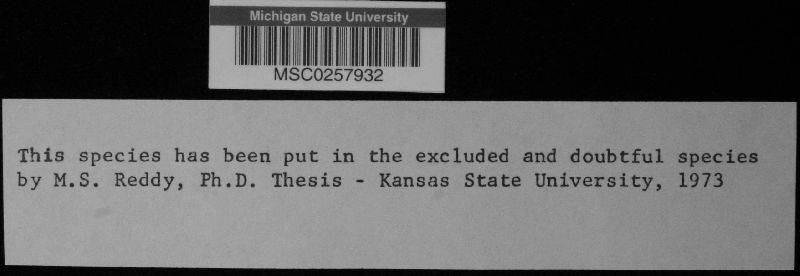 Michigan State University
MSC0257932
This species has been put in the excluded and doubtful species
by M.S. Reddy, Ph.D. Thesis - Kansas State University, 1973